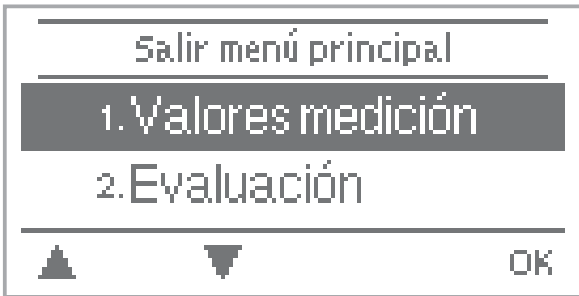 Salir menú principal
1.Valores medición
2.Evaluación
▲ ▼ OK